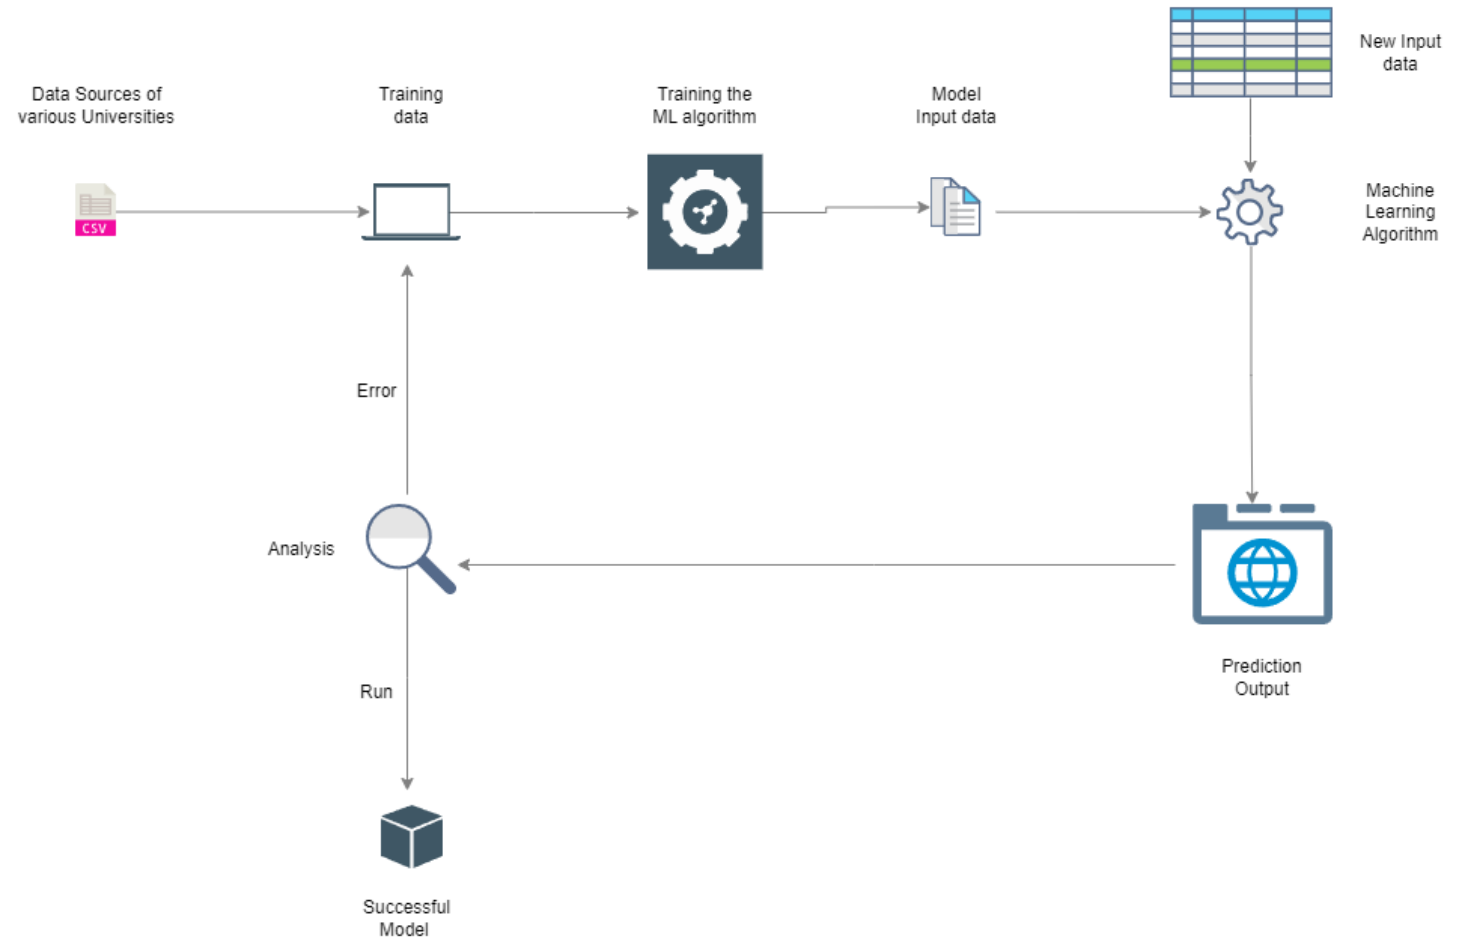 Data Sources of
various Universities
CSV
Training
data
Training the
ML algorithm
Model
Input data
New Input
data
Machine
Learning
Algorithm
Error
Analysis
Run
Prediction
Output
Successful
Model